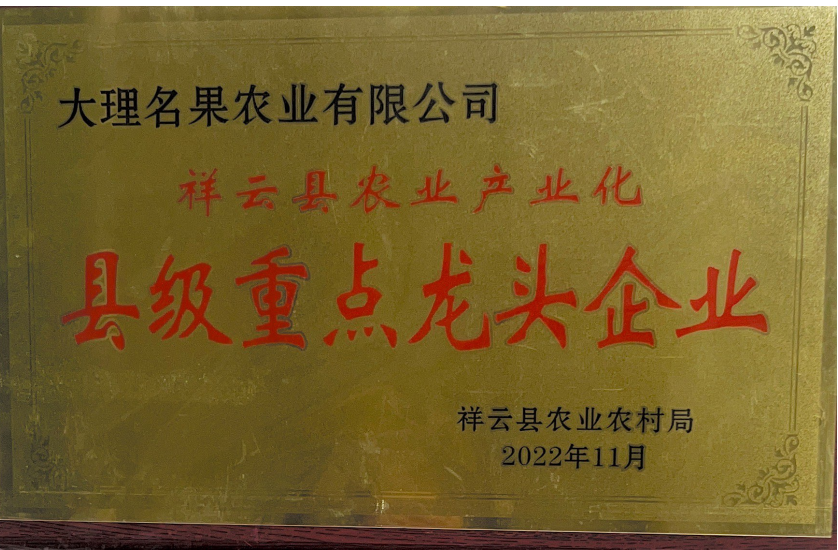 大理名果农业有限公司
祥云县农业产业化
县级重点龙头企业
祥云县农业农村局
2022年11月